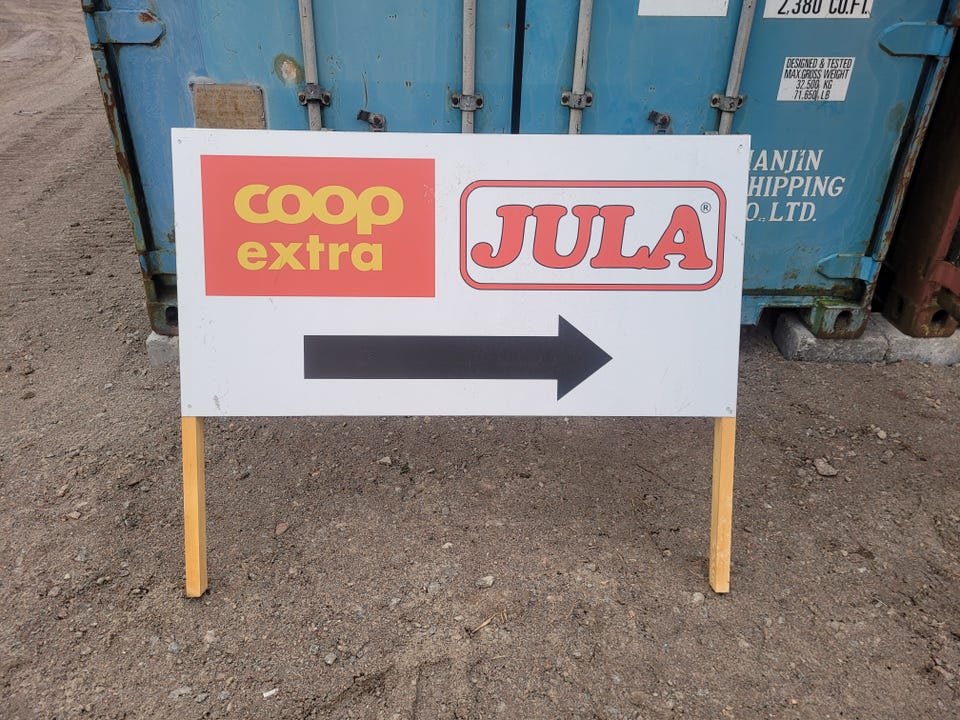 2,380 CU.FT.
DESIGNED & TESTED
MAX.GROSS WEIGHT
32.500 KG
71.650 LB
IANJIN
HIPPING
O., LTD.
coop
extra
JULA®